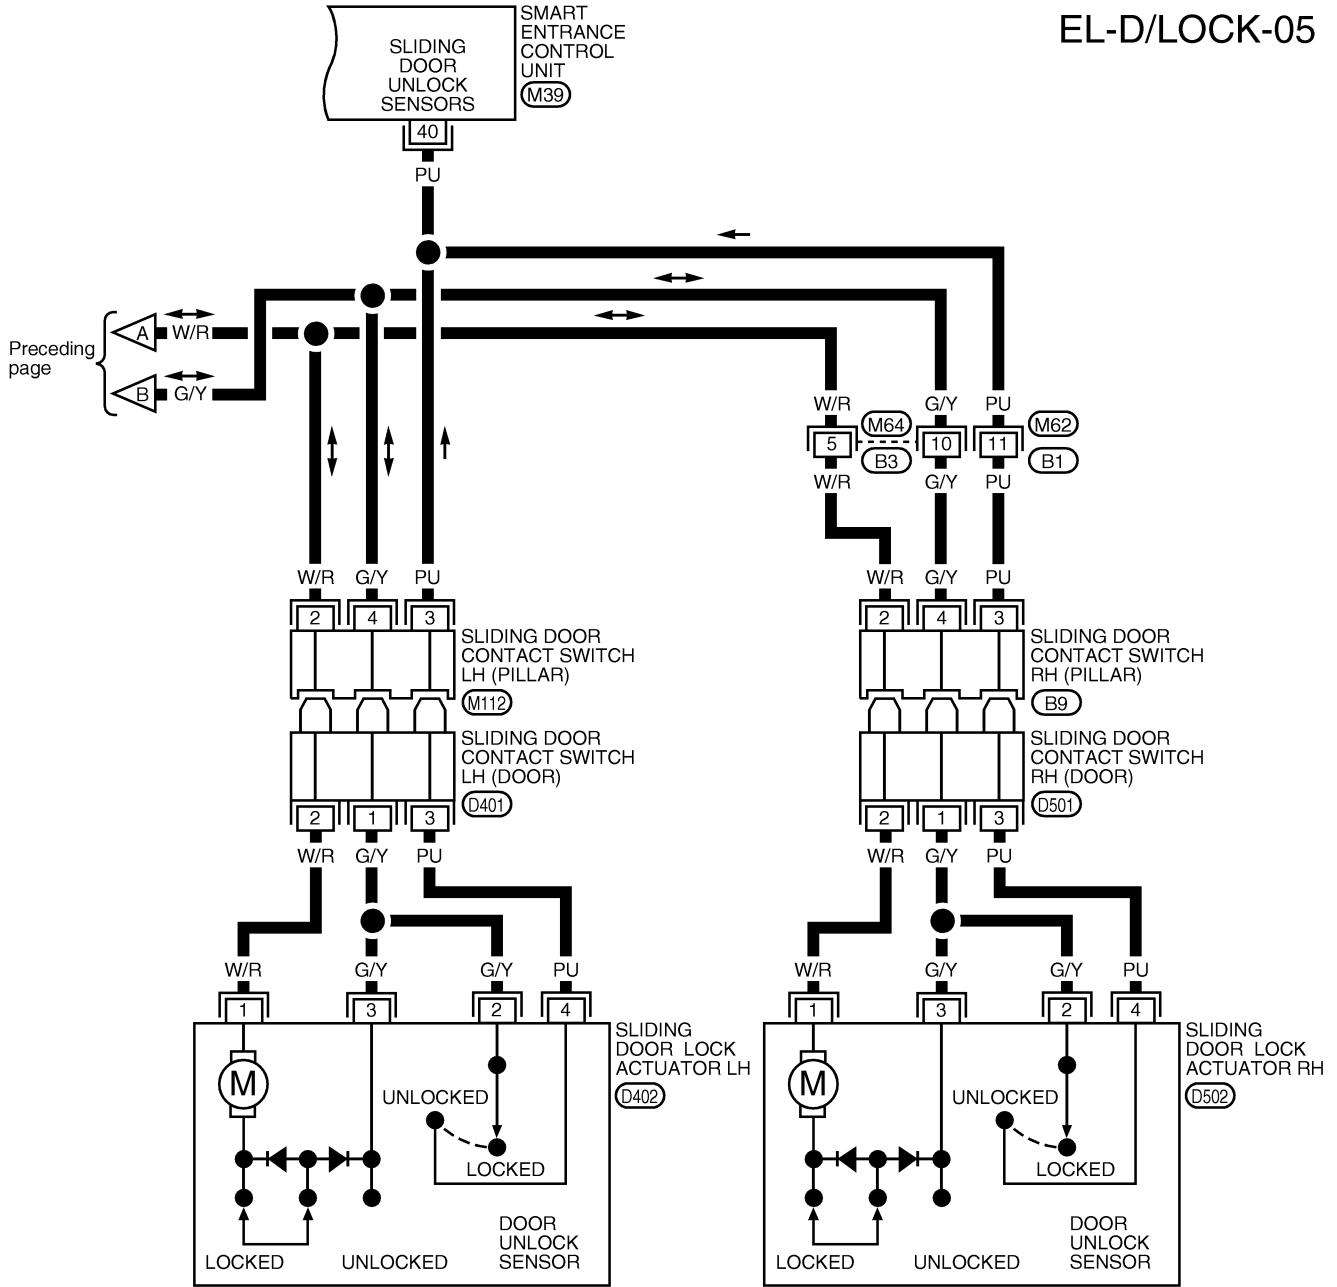 EL-D/LOCK-05
SMART
ENTRANCE
CONTROL
UNIT
M39
SLIDING
DOOR
UNLOCK
SENSORS
40
PU
Preceding
page
A
W/R
B
G/Y
W/R G/Y PU
5 M64 10 11 M62
B3 B1
W/R G/Y PU
W/R G/Y PU
2 4 3
SLIDING DOOR
CONTACT SWITCH
LH (PILLAR)
M112
SLIDING DOOR
CONTACT SWITCH
LH (DOOR)
D401
2 1 3
W/R G/Y PU
W/R G/Y G/Y PU
1 3 2 4
SLIDING
DOOR LOCK
ACTUATOR LH
D402
M
UNLOCKED
LOCKED
DOOR
UNLOCK
SENSOR
LOCKED UNLOCKED
W/R G/Y PU
2 4 3
SLIDING DOOR
CONTACT SWITCH
RH (PILLAR)
B9
SLIDING DOOR
CONTACT SWITCH
RH (DOOR)
D501
2 1 3
W/R G/Y PU
W/R G/Y G/Y PU
1 3 2 4
SLIDING
DOOR LOCK
ACTUATOR RH
D502
M
UNLOCKED
LOCKED
DOOR
UNLOCK
SENSOR
LOCKED UNLOCKED